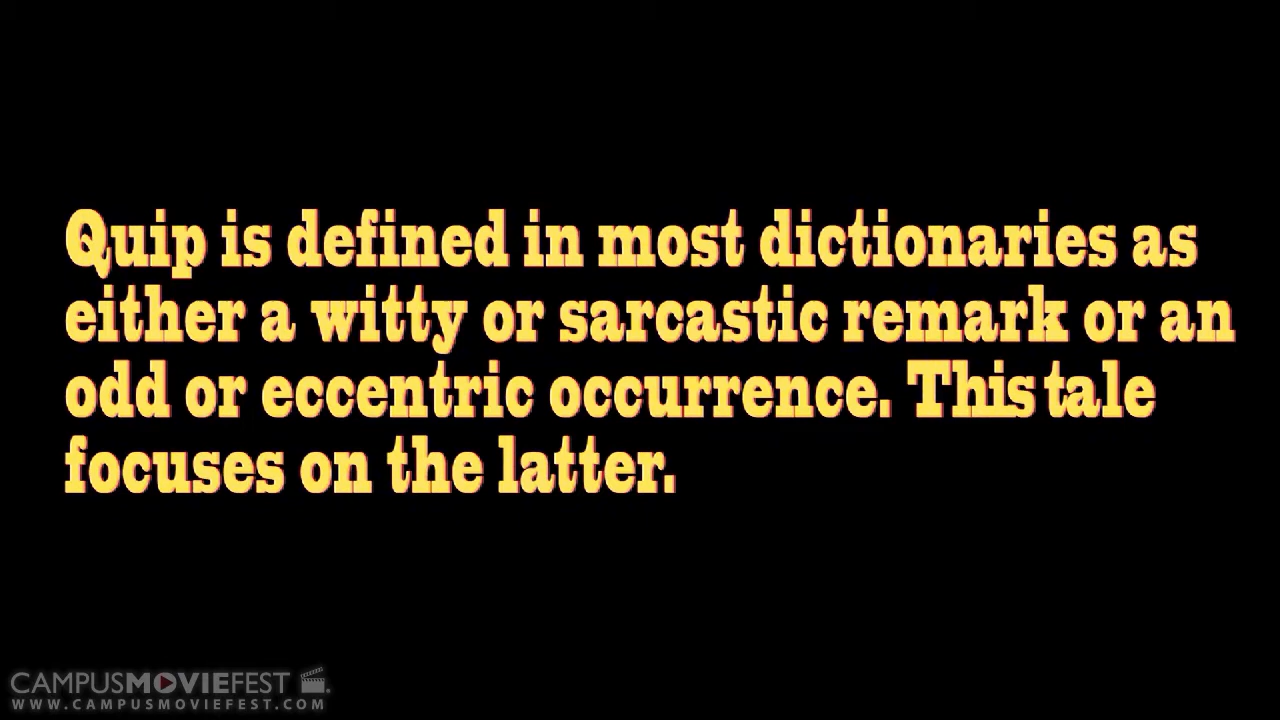 Quip is defined in most dictionaries as
either a witty or sarcastic remark or an
odd or eccentric occurrence. This tale
focuses on the latter.
CAMPUSMOVIEFEST
WWW.CAMPUSMOVIEFEST.COM